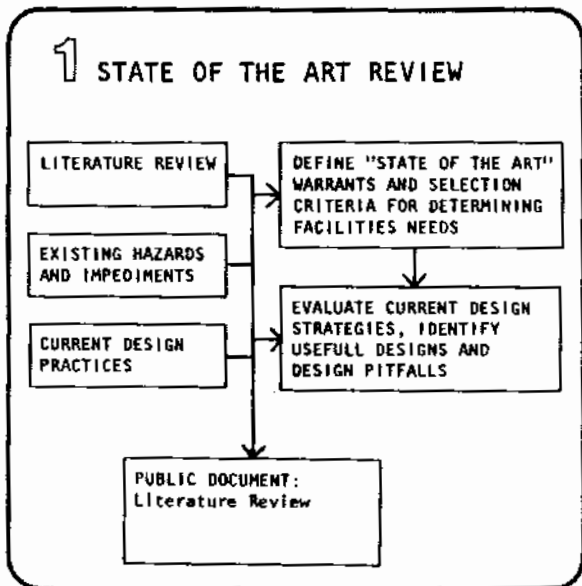 1 STATE OF THE ART REVIEW
LITERATURE REVIEW
EXISTING HAZARDS
AND IMPEDIMENTS
CURRENT DESIGN
PRACTICES
DEFINE "STATE OF THE ART"
WARRANTS AND SELECTION
CRITERIA FOR DETERMINING
FACILITIES NEEDS
EVALUATE CURRENT DESIGN
STRATEGIES, IDENTIFY
USEFULL DESIGNS AND
DESIGN PITFALLS
PUBLIC DOCUMENT:
Literature Review